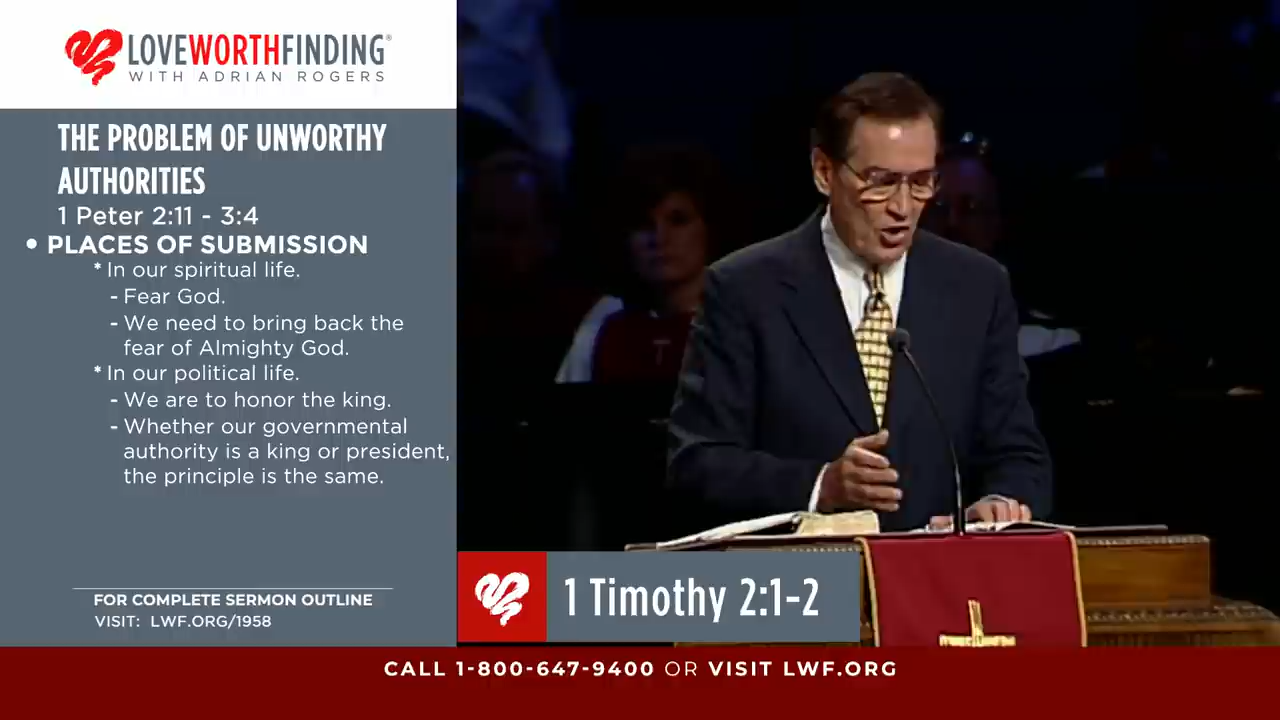 LOVEWORTHFINDING®
WITH ADRIAN ROGERS
THE PROBLEM OF UNWORTHY
AUTHORITIES
1 Peter 2:11 - 3:4
• PLACES OF SUBMISSION
* In our spiritual life.
- Fear God.
- We need to bring back the
fear of Almighty God.
* In our political life.
- We are to honor the king.
- Whether our governmental
authority is a king or president,
the principle is the same.
FOR COMPLETE SERMON OUTLINE
VISIT: LWF.ORG/1958
1 Timothy 2:1-2
CALL 1-800-647-9400 OR VISIT LWF.ORG